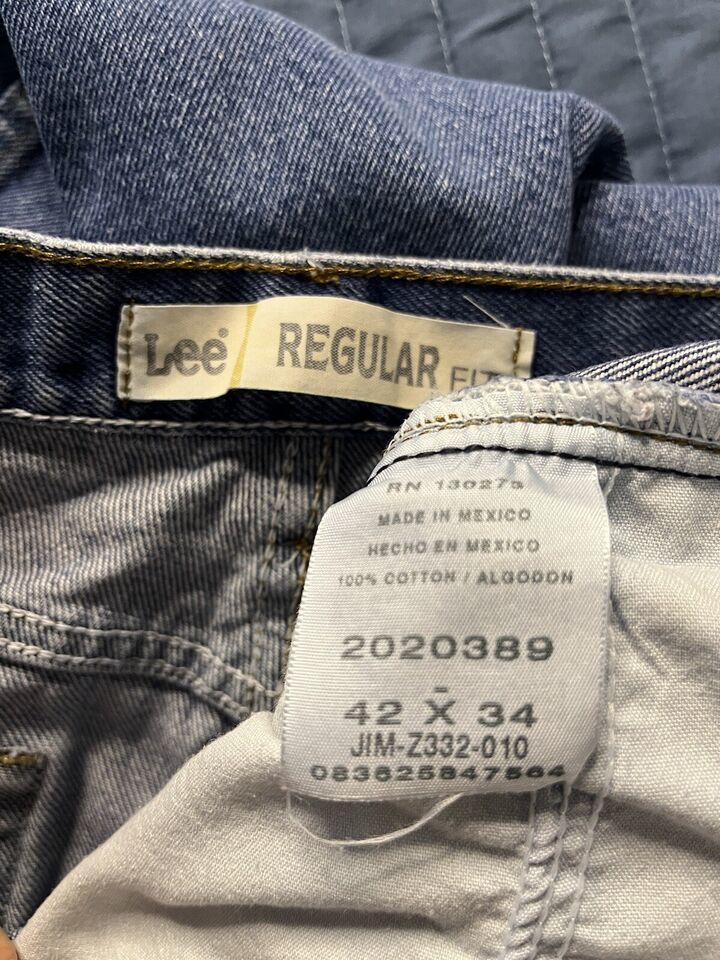 Lee® REGULAR FIT
RN 130273
MADE IN MEXICO
HECHO EN MEXICO
100% COTTON / ALGODON
2020389
-
42 X 34
JIM-Z332-010
083625847564